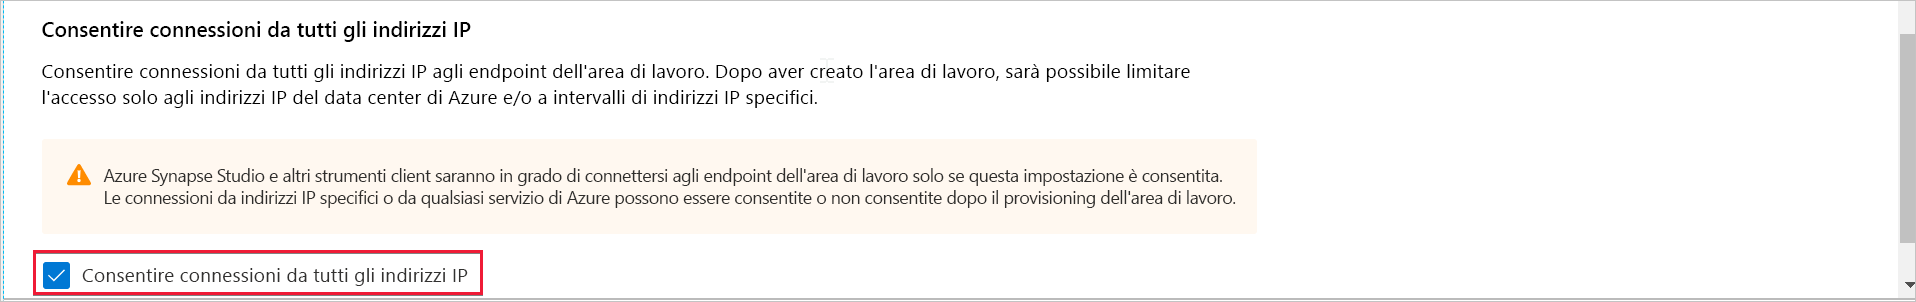 Consentire connessioni da tutti gli indirizzi IP
Consentire connessioni da tutti gli indirizzi IP agli endpoint dell'area di lavoro. Dopo aver creato l'area di lavoro, sarà possibile limitare
l'accesso solo agli indirizzi IP del data center di Azure e/o a intervalli di indirizzi IP specifici.
Azure Synapse Studio e altri strumenti client saranno in grado di connettersi agli endpoint dell'area di lavoro solo se questa impostazione è consentita.
Le connessioni da indirizzi IP specifici o da qualsiasi servizio di Azure possono essere consentite o non consentite dopo il provisioning dell'area di lavoro.
Consentire connessioni da tutti gli indirizzi IP